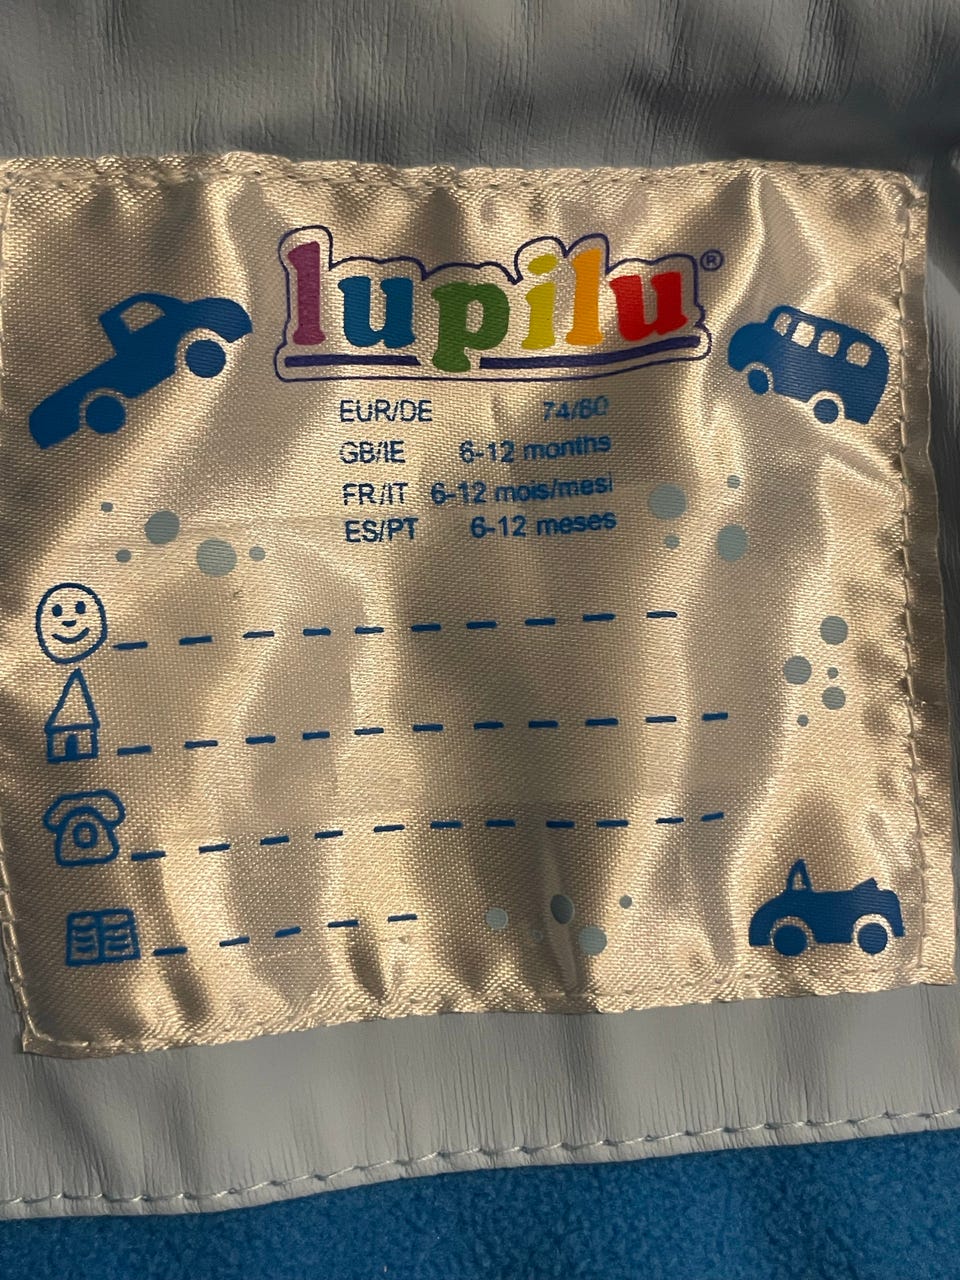 lupilu®
EUR/DE 74/80
GB/IE 6-12 months
FR/IT 6-12 mois/mesi
ES/PT 6-12 meses